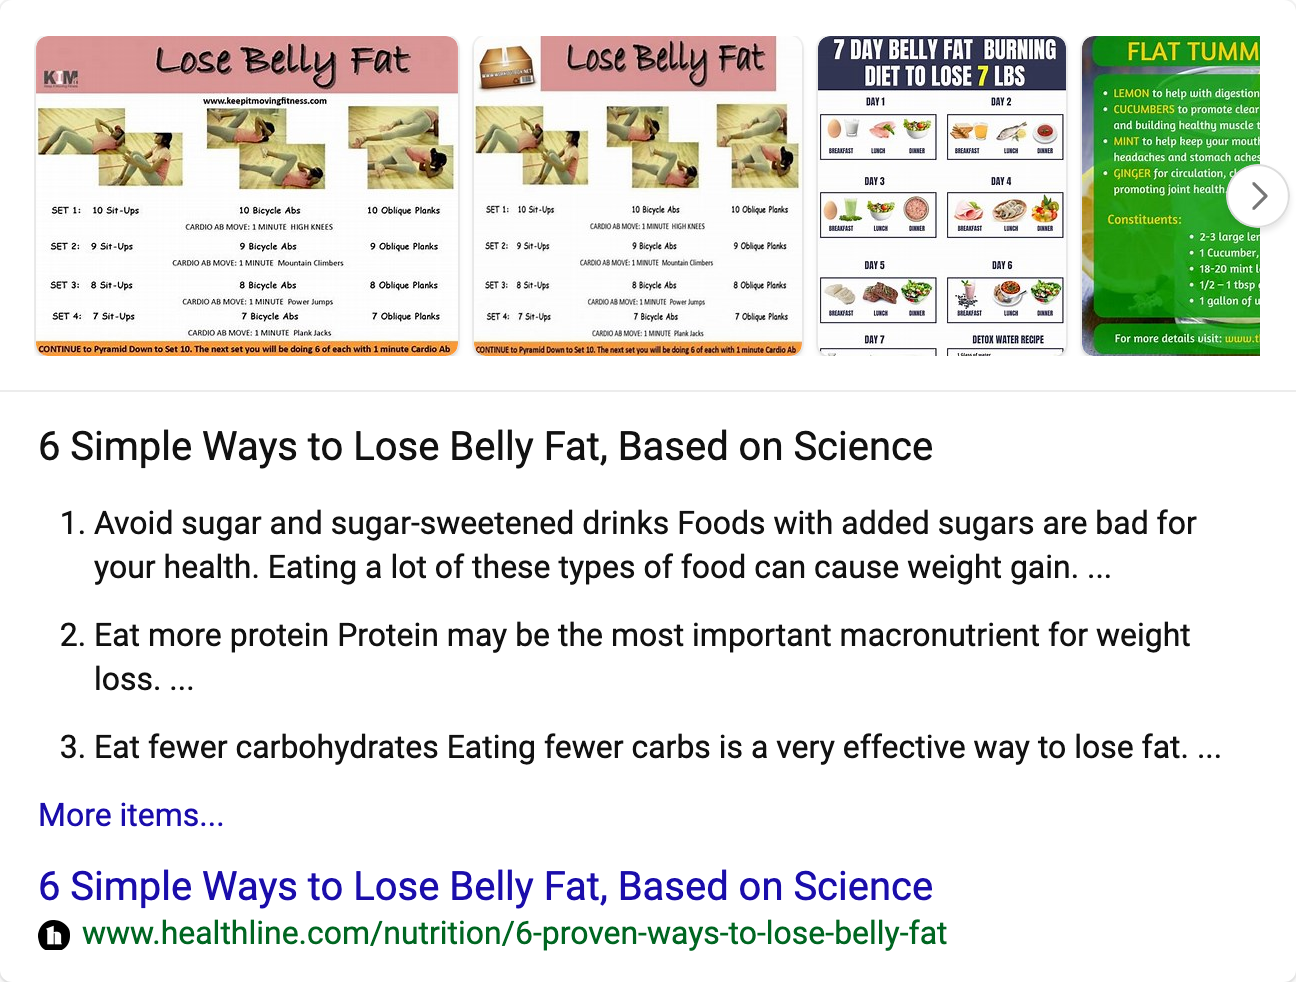 Lose Belly Fat
KIM
www.keepitmovingfitness.com
SET 1: 10 Sit-Ups 10 Bicycle Abs 10 Oblique Planks
CARDIO AB MOVE: 1 MINUTE HIGH KNEES
SET 2: 9 Sit-Ups 9 Bicycle Abs 9 Oblique Planks
CARDIO AB MOVE: 1 MINUTE Mountain Climbers
SET 3: 8 Sit-Ups 8 Bicycle Abs 8 Oblique Planks
CARDIO AB MOVE: 1 MINUTE Power Jumps
SET 4: 7 Sit-Ups 7 Bicycle Abs 7 Oblique Planks
CARDIO AB MOVE: 1 MINUTE Plank Jacks
CONTINUE to Pyramid Down to Set 10. The next set you will be doing 6 of each with 1 minute Cardio Ab
Lose Belly Fat
SET 1: 10 Sit-Ups 10 Bicycle Abs 10 Oblique Planks
CARDIO AB MOVE: 1 MINUTE HIGH KNEES
SET 2: 9 Sit-Ups 9 Bicycle Abs 9 Oblique Planks
CARDIO AB MOVE: 1 MINUTE Mountain Climbers
SET 3: 8 Sit-Ups 8 Bicycle Abs 8 Oblique Planks
CARDIO AB MOVE: 1 MINUTE Power Jumps
SET 4: 7 Sit-Ups 7 Bicycle Abs 7 Oblique Planks
CARDIO AB MOVE: 1 MINUTE Plank Jacks
CONTINUE to Pyramid Down to Set 10. The next set you will be doing 6 of each with 1 minute Cardio Ab
7 DAY BELLY FAT BURNING
DIET TO LOSE 7 LBS
DAY 1 DAY 2
BREAKFAST LUNCH DINNER BREAKFAST LUNCH DINNER
DAY 3 DAY 4
BREAKFAST LUNCH DINNER BREAKFAST LUNCH DINNER
DAY 5 DAY 6
BREAKFAST LUNCH DINNER BREAKFAST LUNCH DINNER
DAY 7 DETOX WATER RECIPE
FLAT TUMM
• LEMON to help with digestion
• CUCUMBERS to promote clear
and building healthy muscle t
• MINT to help keep your mouth
headaches and stomach aches
• GINGER for circulation, cl
promoting joint health
Constituents:
• 2-3 large ler
• 1 Cucumber,
• 18-20 mint l
• 1/2 – 1 tbsp
• 1 gallon of u
For more details visit: www.t
6 Simple Ways to Lose Belly Fat, Based on Science
1. Avoid sugar and sugar-sweetened drinks Foods with added sugars are bad for
your health. Eating a lot of these types of food can cause weight gain. ...
2. Eat more protein Protein may be the most important macronutrient for weight
loss. ...
3. Eat fewer carbohydrates Eating fewer carbs is a very effective way to lose fat. ...
More items...
6 Simple Ways to Lose Belly Fat, Based on Science
h www.healthline.com/nutrition/6-proven-ways-to-lose-belly-fat